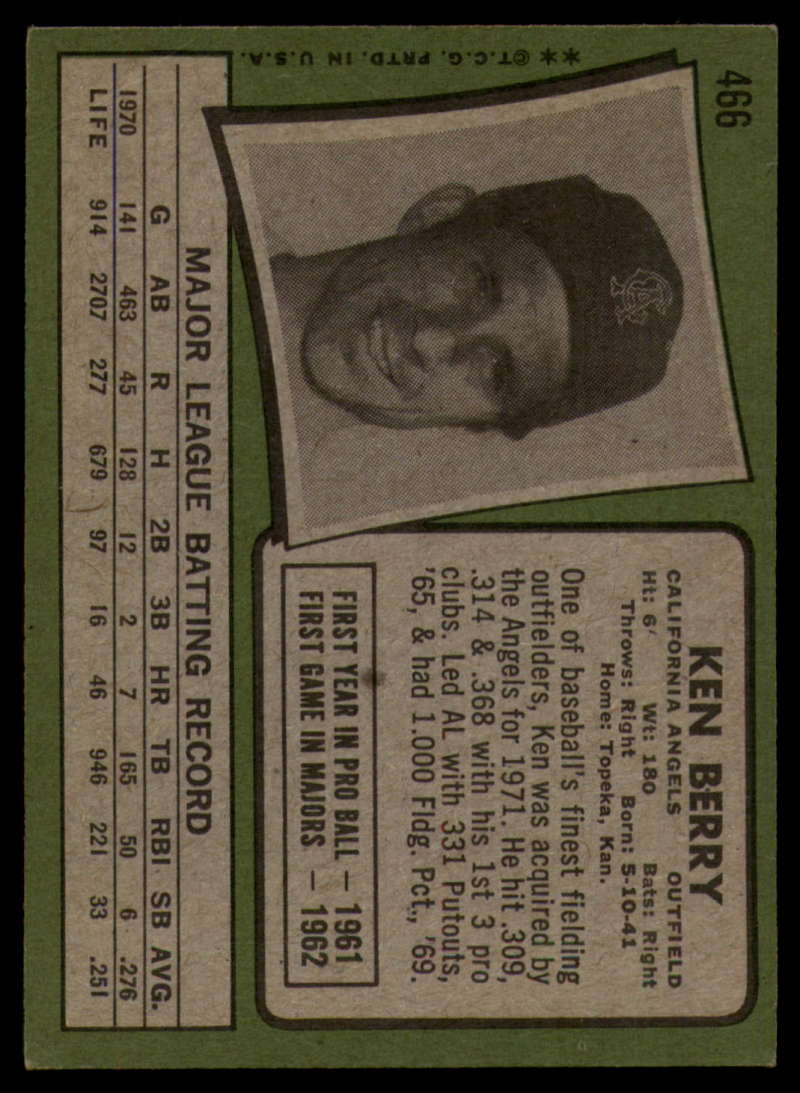 466
**©T.C.G. PRTD. IN U.S.A.
CA
KEN BERRY
CALIFORNIA ANGELS OUTFIELD
Ht: 6' Wt: 180 Bats: Right
Throws: Right Born: 5-10-41
Home: Topeka, Kan.
One of baseball's finest fielding
outfielders, Ken was acquired by
the Angels for 1971. He hit .309,
.314 & .368 with his 1st 3 pro
clubs. Led AL with 331 Putouts,
'65, & had 1.000 Fldg. Pct., '69.
FIRST YEAR IN PRO BALL — 1961
FIRST GAME IN MAJORS — 1962
MAJOR LEAGUE BATTING RECORD
G AB R H 2B 3B HR TB RBI SB AVG.
1970 141 463 45 128 12 2 7 165 50 6 .276
LIFE 914 2707 277 679 97 16 46 946 221 33 .251